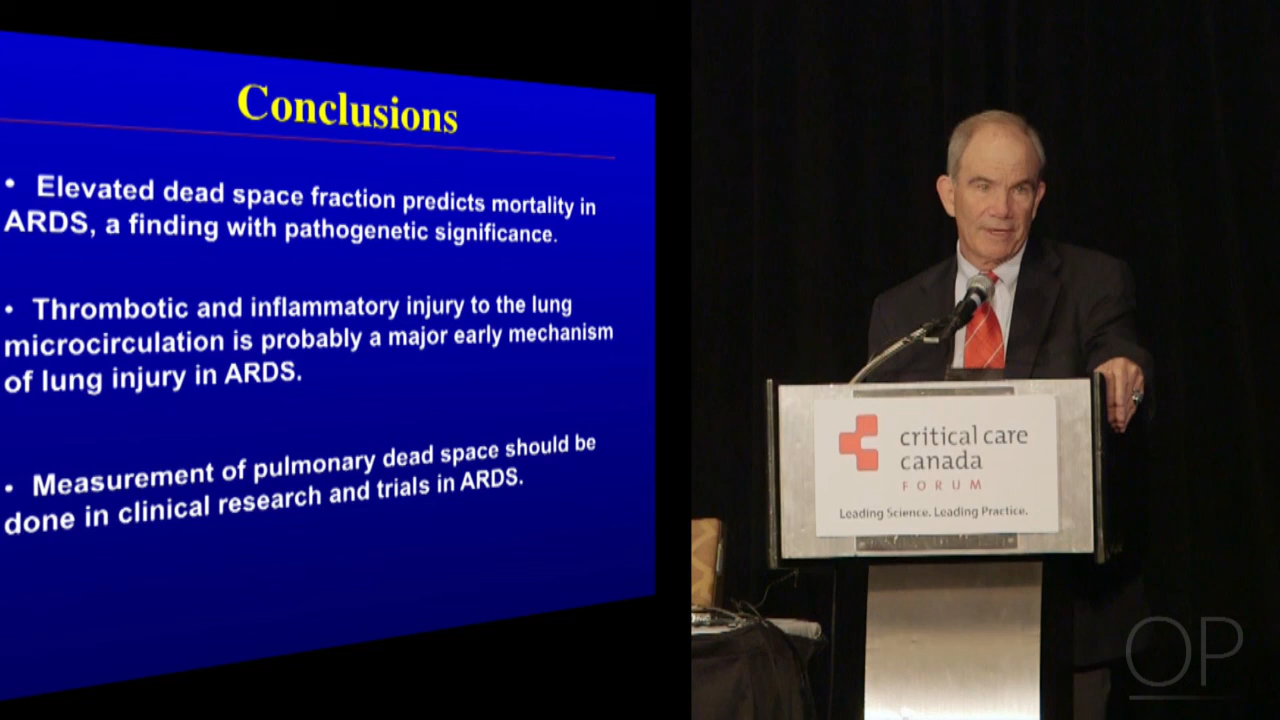 Conclusions
• Elevated dead space fraction predicts mortality in
ARDS, a finding with pathogenetic significance.
• Thrombotic and inflammatory injury to the lung
microcirculation is probably a major early mechanism
of lung injury in ARDS.
• Measurement of pulmonary dead space should be
done in clinical research and trials in ARDS.
critical care
canada
FORUM
Leading Science. Leading Practice.
OP